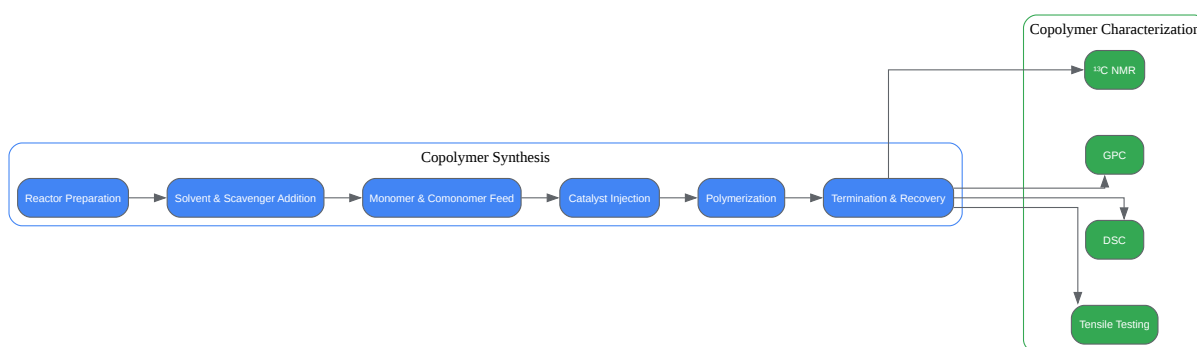 Copolymer Characterization
¹³C NMR
GPC
Copolymer Synthesis
Reactor Preparation
Solvent & Scavenger Addition
Monomer & Comonomer Feed
Catalyst Injection
Polymerization
Termination & Recovery
DSC
Tensile Testing